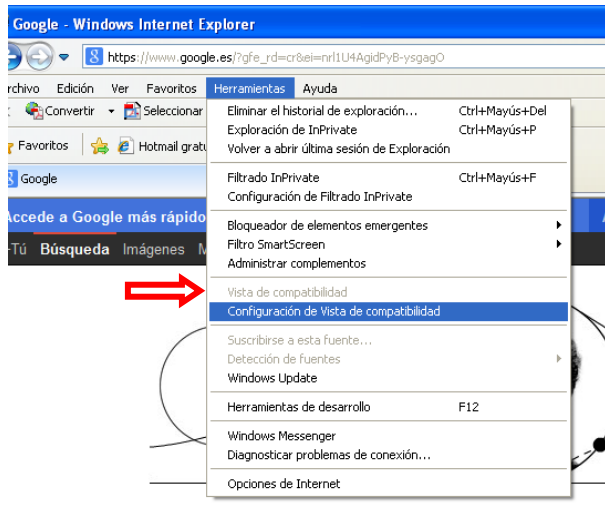 Google - Windows Internet Explorer
https://www.google.es/?gfe_rd=cr&ei=nrl1U4AgidPyB-ysgagO
rchivo Edición Ver Favoritos Herramientas Ayuda
Convertir Seleccionar
Favoritos Hotmail gratu
Google
Accede a Google más rápido
-Tú Búsqueda Imágenes M
Eliminar el historial de exploración... Ctrl+Mayús+Del
Exploración de InPrivate Ctrl+Mayús+P
Volver a abrir última sesión de Exploración
Filtrado InPrivate Ctrl+Mayús+F
Configuración de Filtrado InPrivate
Bloqueador de elementos emergentes
Filtro SmartScreen
Administrar complementos
Vista de compatibilidad
Configuración de Vista de compatibilidad
Suscribirse a esta fuente...
Detección de fuentes
Windows Update
Herramientas de desarrollo F12
Windows Messenger
Diagnosticar problemas de conexión...
Opciones de Internet